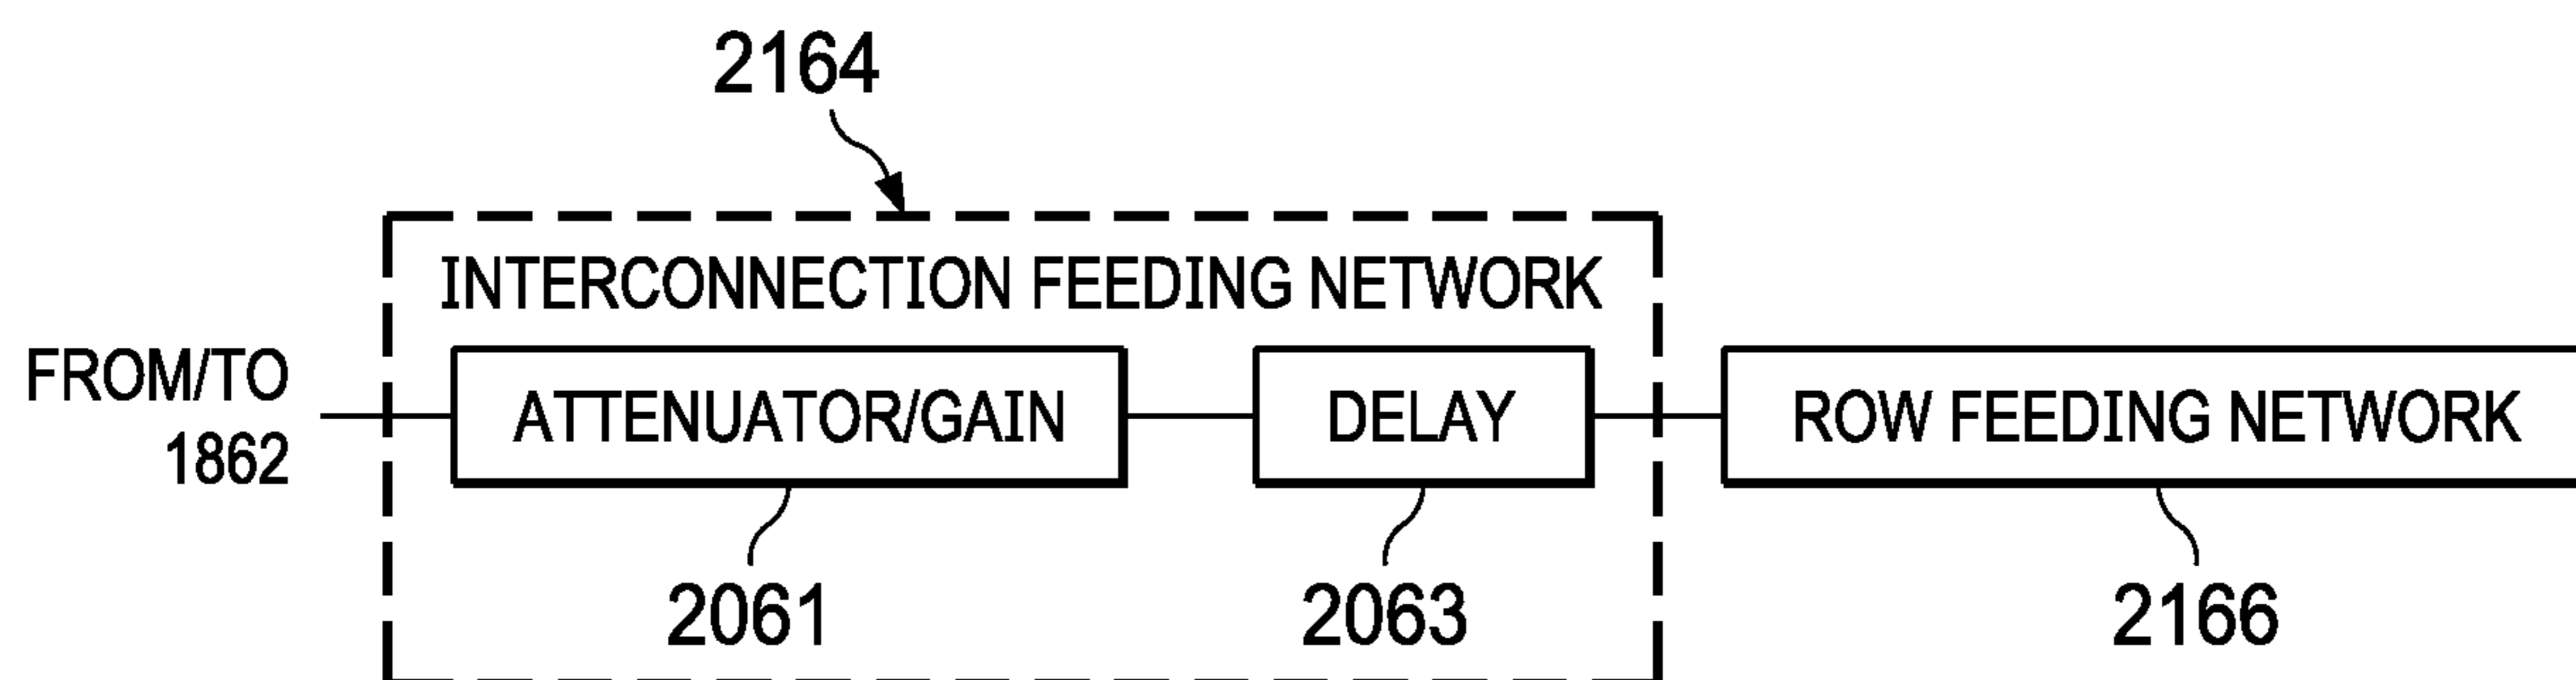 2164
INTERCONNECTION FEEDING NETWORK
FROM/TO
1862
ATTENUATOR/GAIN
DELAY
ROW FEEDING NETWORK
2061
2063
2166